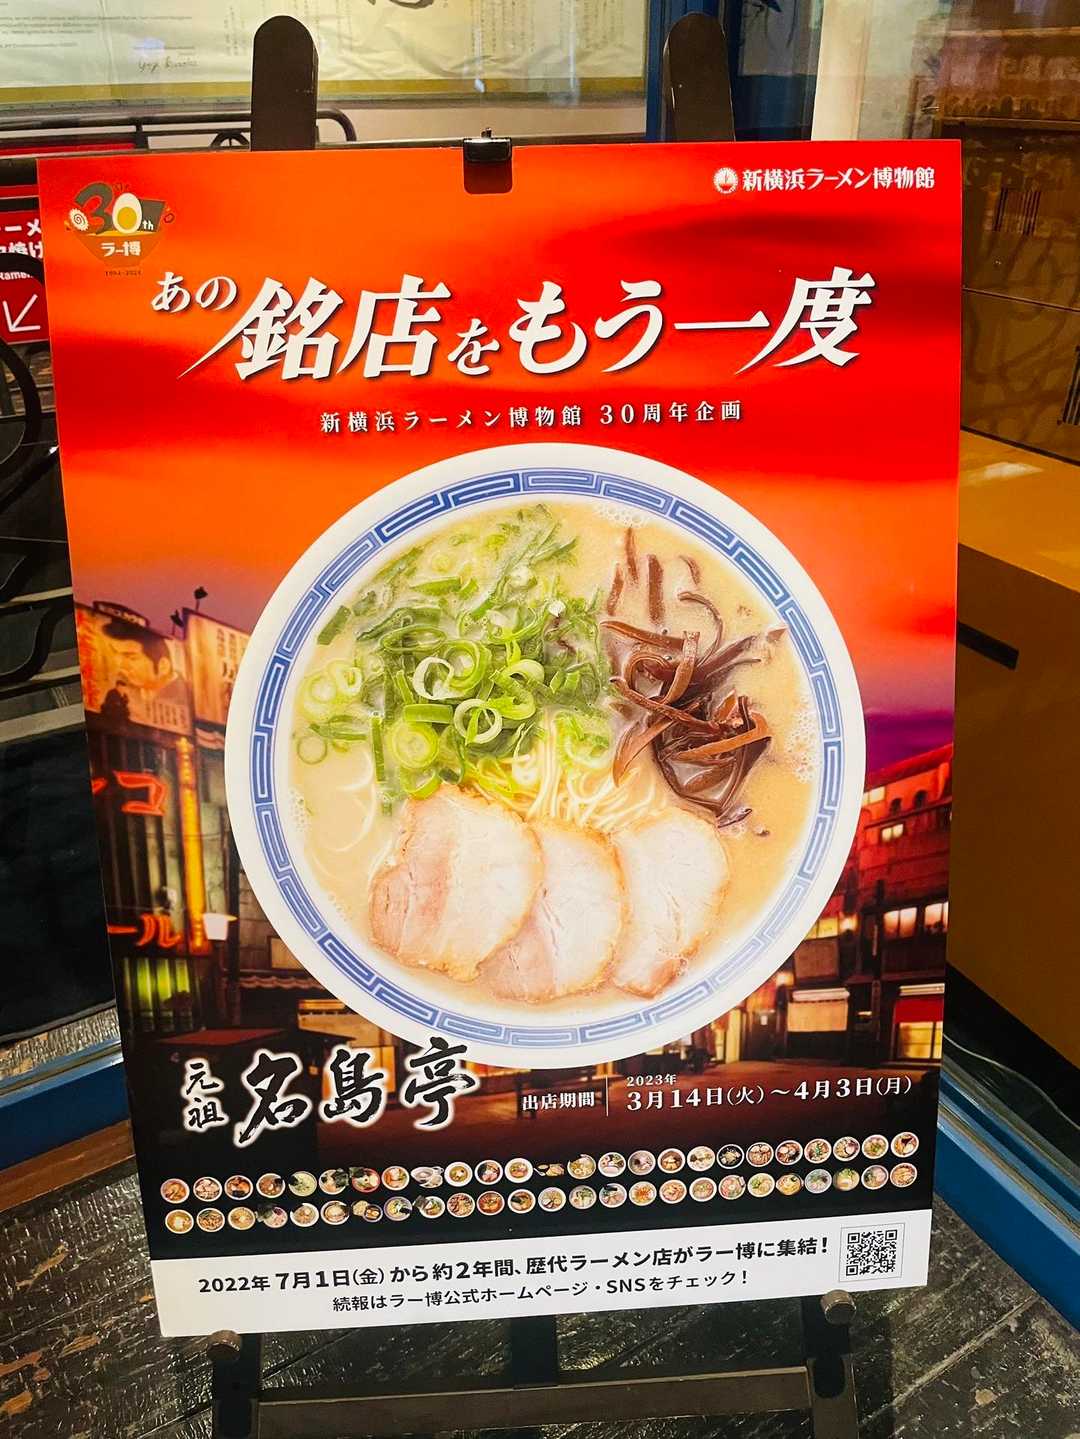 新横浜ラーメン博物館
30th
ラー博
1994-2024
あの銘店をもう一度
新横浜ラーメン博物館 30周年企画
元祖 名島亭
出店期間
2023年
3月14日(火)～4月3日(月)
2022年 7月1日(金)から約2年間、歴代ラーメン店がラー博に集結!
続報はラー博公式ホームページ・SNSをチェック!